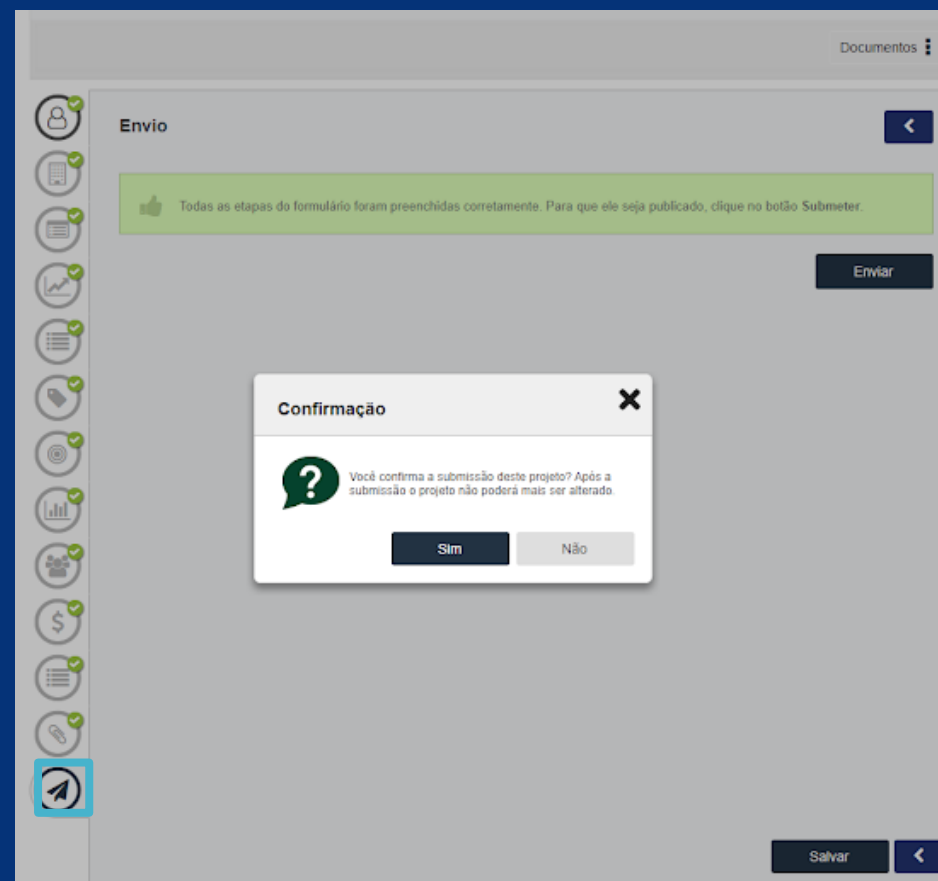 Documentos
Envio
Todas as etapas do formulário foram preenchidas corretamente. Para que ele seja publicado, clique no botão Submeter.
Enviar
Confirmação
Você confirma a submissão deste projeto? Após a
submissão o projeto não poderá mais ser alterado.
Sim
Não
Salvar